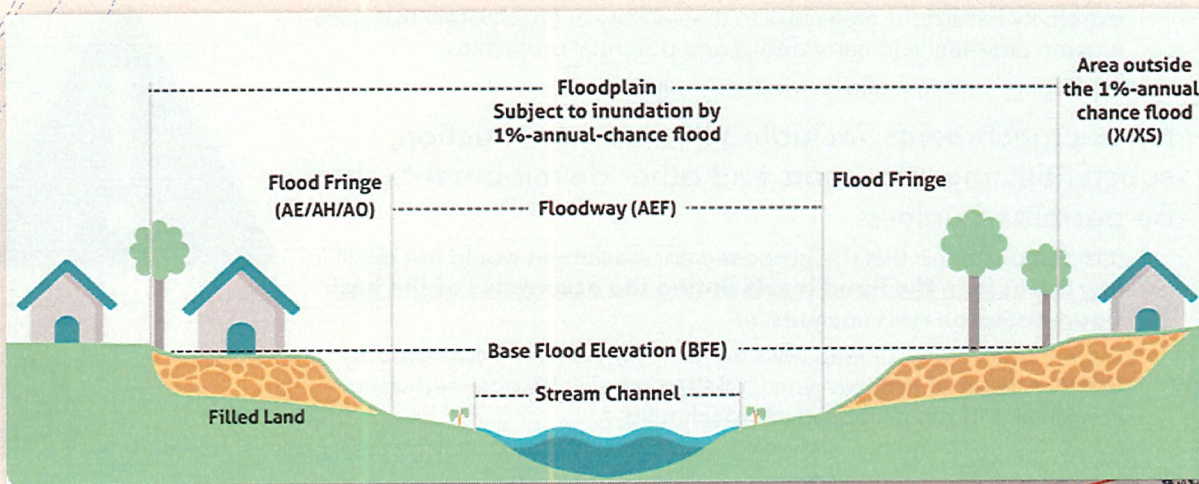 Floodplain
Subject to inundation by
1%-annual-chance flood
Area outside
the 1%-annual
chance flood
(X/XS)
Flood Fringe
(AE/AH/AO)
Floodway (AEF)
Flood Fringe
Base Flood Elevation (BFE)
Stream Channel
Filled Land